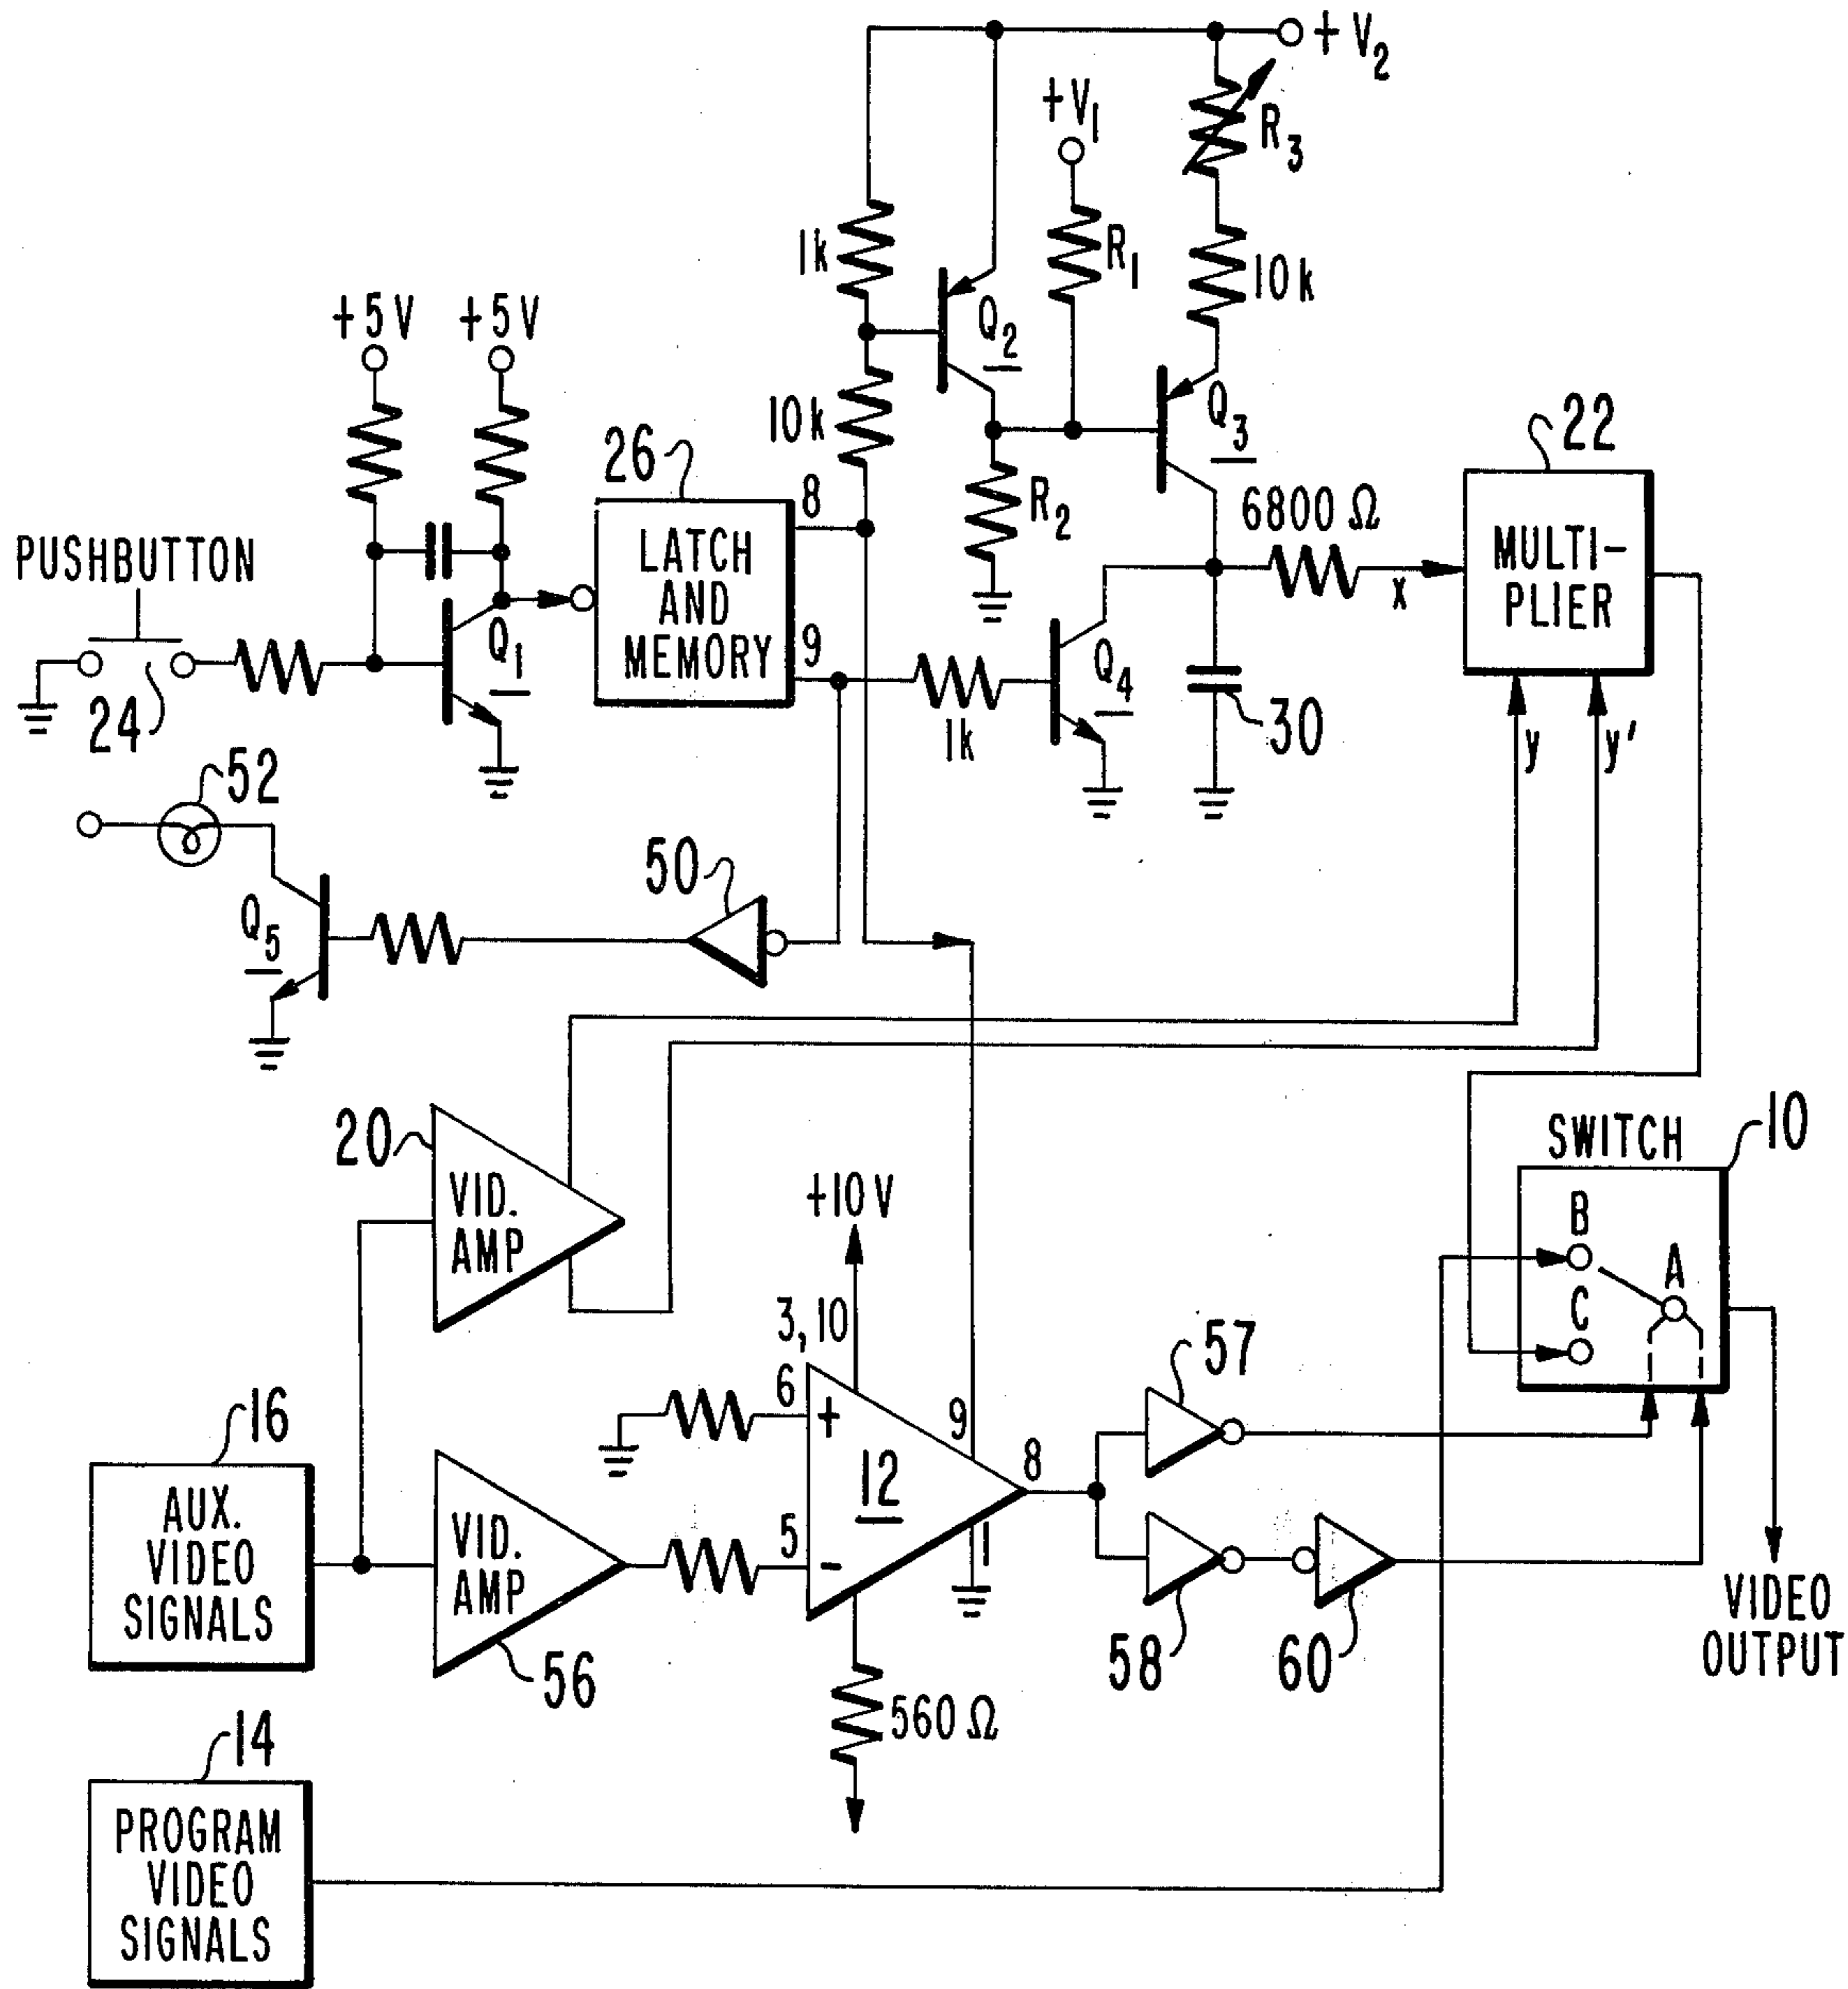 + V2
+V1
R3
1k
R1
10k
+5V +5V
Q2
Q3
10k
26
8
R2
22
6800 Ω
PUSHBUTTON
LATCH
AND
MEMORY
MULTI-
PLIER
x
Q1
9
Q4
24
1k
30
y y'
52
50
Q5
10
20
SWITCH
VID.
AMP
+10V
B
A
C
3,10
57
6
+
9
16
12
8
AUX.
VIDEO
SIGNALS
VID.
AMP
5
-
1
VIDEO
OUTPUT
56
58
60
560 Ω
14
PROGRAM
VIDEO
SIGNALS